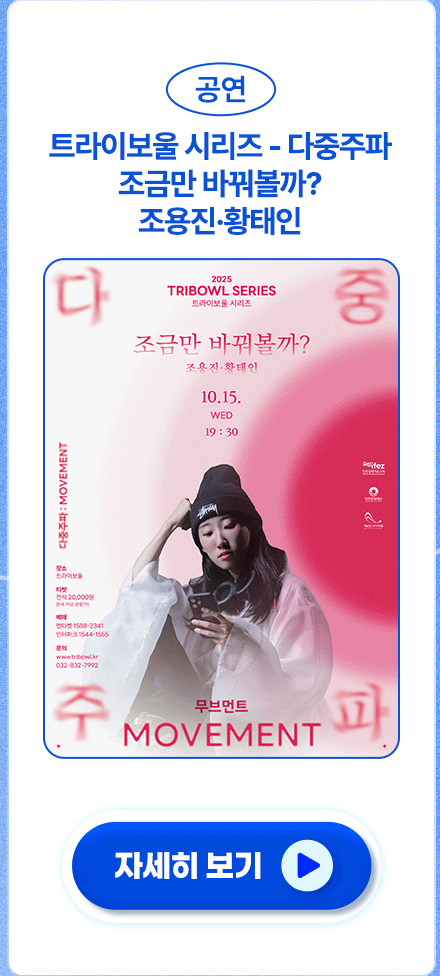 공연
트라이보울 시리즈 - 다중주파
조금만 바꿔볼까?
조용진·황태인
다 중
2025
TRIBOWL SERIES
트라이보울 시리즈
조금만 바꿔볼까?
조용진·황태인
10.15.
WED
19 : 30
다중주파 : MOVEMENT
ifez
장소
트라이보울
티켓
전석 20,000원
예매
엔티켓 1588-2341
인터파크 1544-1555
문의
www.tribowl.kr
032-832-7992
STUSSY
주 파
무브먼트
MOVEMENT
자세히 보기